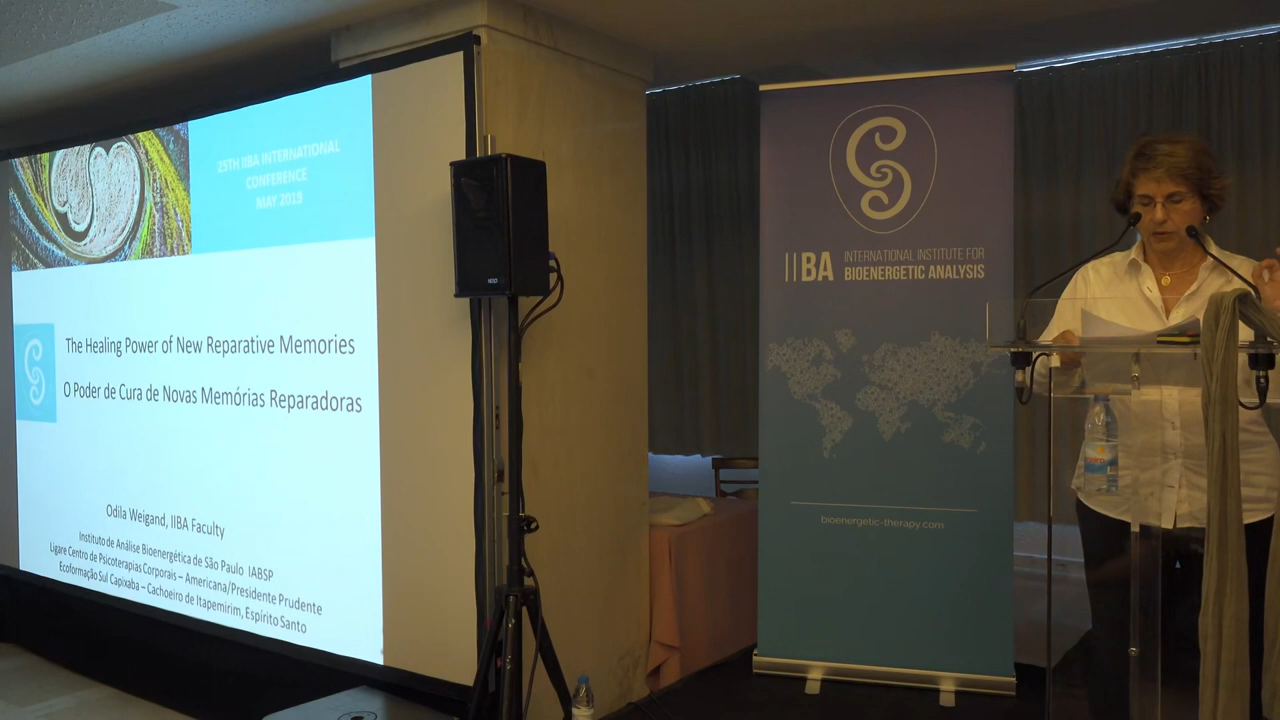 25TH IIBA INTERNATIONAL
CONFERENCE
MAY 2019
The Healing Power of New Reparative Memories
O Poder de Cura de Novas Memórias Reparadoras
Odila Weigand, IIBA Faculty
Instituto de Análise Bioenergética de São Paulo IABSP
Ligare Centro de Psicoterapias Corporais – Americana/Presidente Prudente
Ecoformação Sul Capixaba – Cachoeiro de Itapemirim, Espírito Santo
IIBA
INTERNATIONAL INSTITUTE FOR
BIOENERGETIC ANALYSIS
bioenergetic-therapy.com